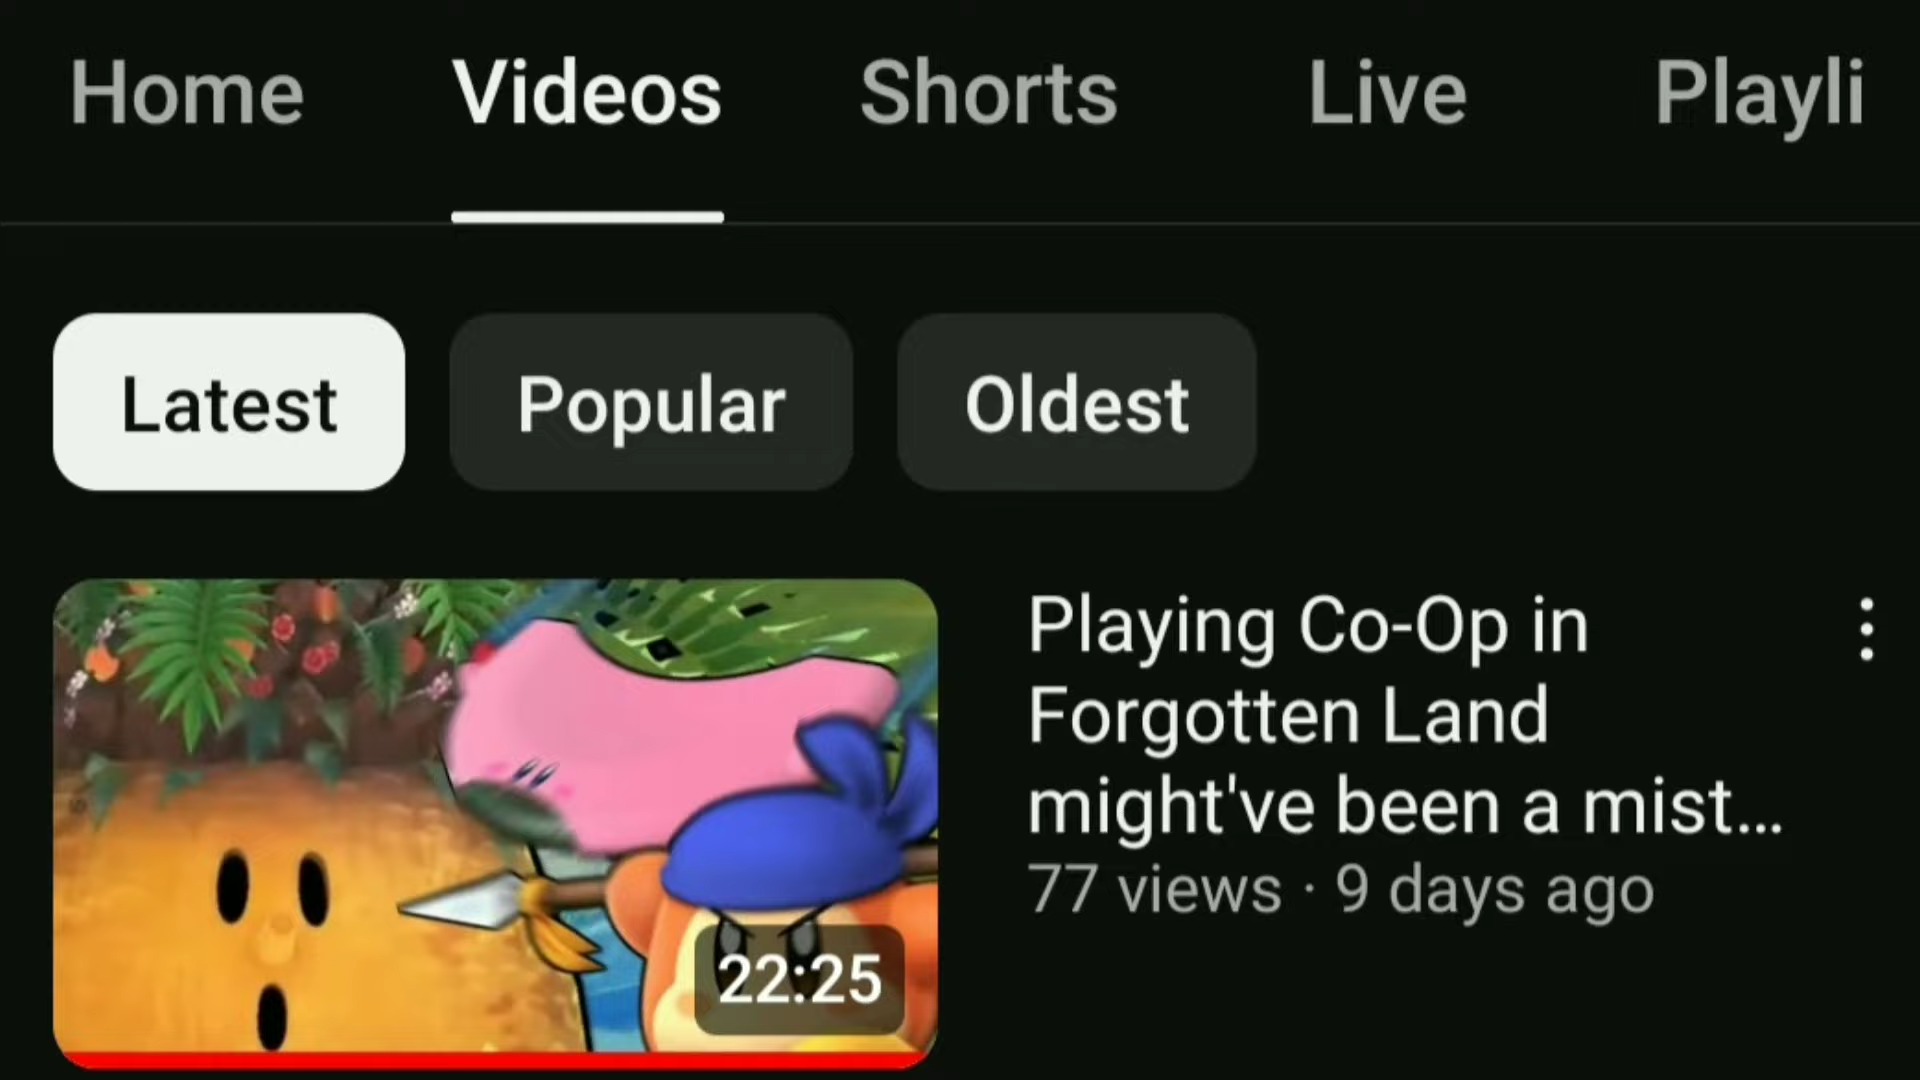 Home Videos Shorts Live Playli
Latest Popular Oldest
Playing Co-Op in
Forgotten Land
might've been a mist...
77 views · 9 days ago
22:25